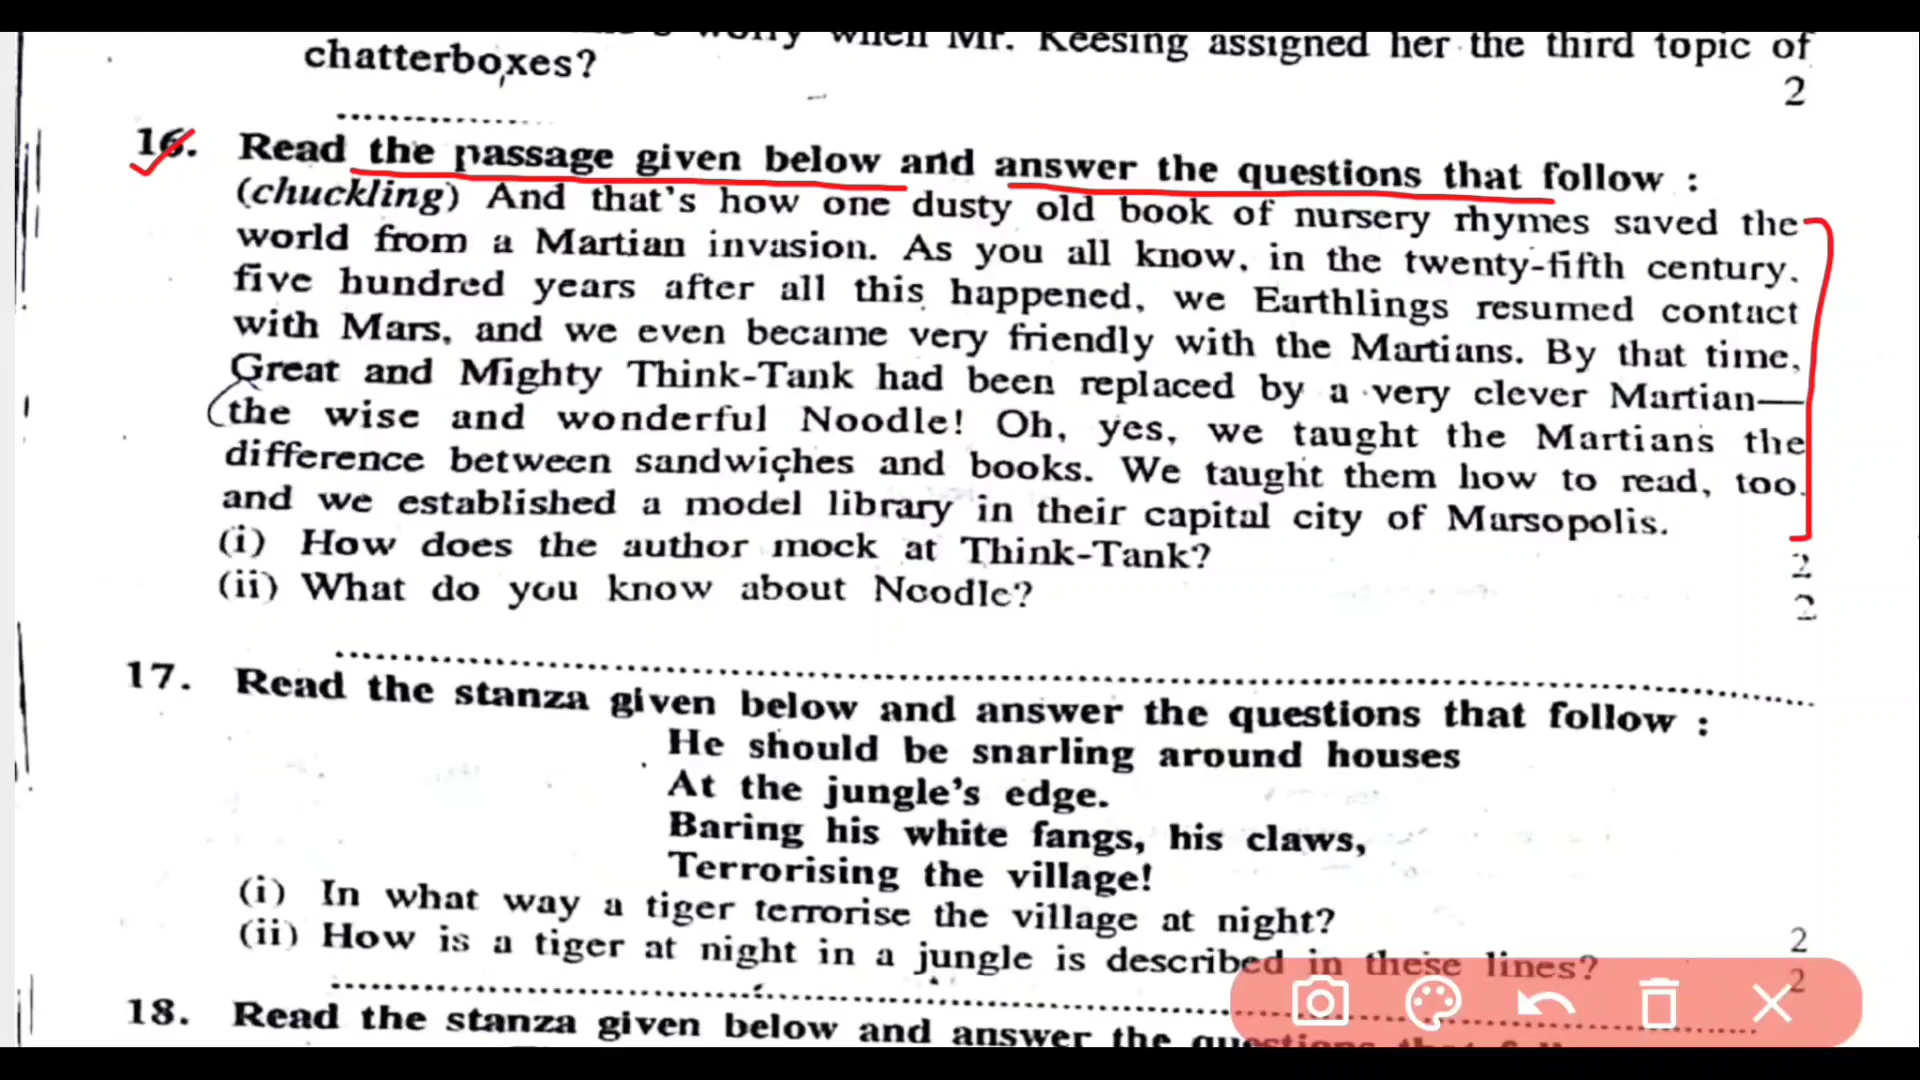 worry when Mr. Keesing assigned her the third topic of
chatterboxes?
2
16. Read the passage given below and answer the questions that follow :
(chuckling) And that's how one dusty old book of nursery rhymes saved the
world from a Martian invasion. As you all know, in the twenty-fifth century,
five hundred years after all this happened, we Earthlings resumed contact
with Mars, and we even became very friendly with the Martians. By that time,
Great and Mighty Think-Tank had been replaced by a very clever Martian—
the wise and wonderful Noodle! Oh, yes, we taught the Martians the
difference between sandwiches and books. We taught them how to read, too.
and we established a model library in their capital city of Marsopolis.
(i) How does the author mock at Think-Tank? 2
(ii) What do you know about Noodle? 2
17. Read the stanza given below and answer the questions that follow :
He should be snarling around houses
At the jungle's edge.
Baring his white fangs, his claws,
Terrorising the village!
(i) In what way a tiger terrorise the village at night? 2
(ii) How is a tiger at night in a jungle is described in these lines? 2
18. Read the stanza given below and answer the